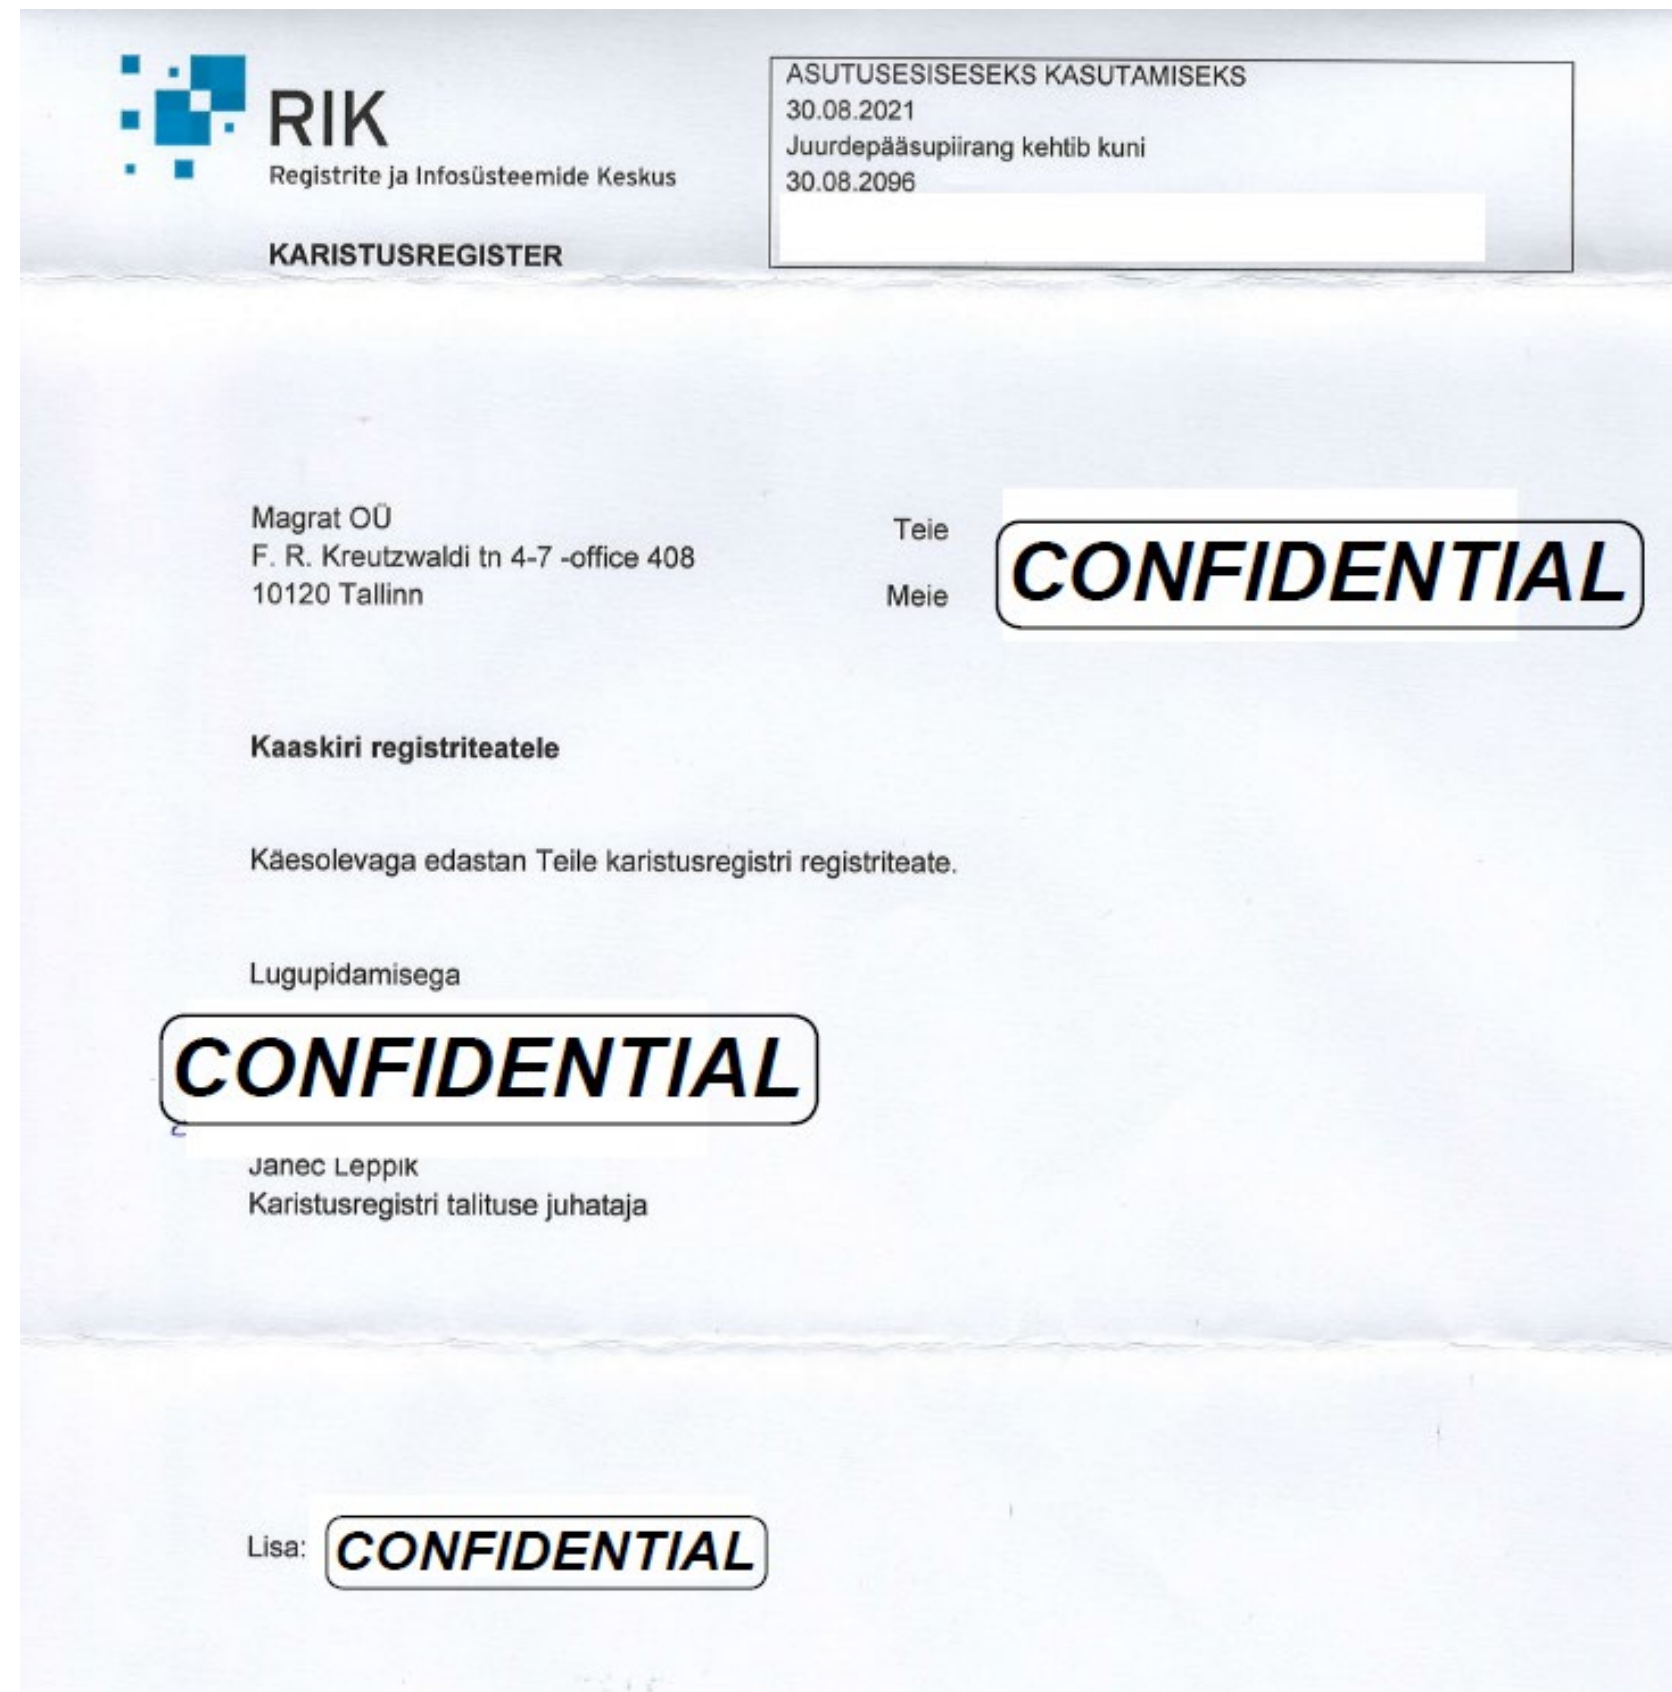 RIK
Registrite ja Infosüsteemide Keskus
KARISTUSREGISTER
ASUTUSESISESEKS KASUTAMISEKS
30.08.2021
Juurdepääsupiirang kehtib kuni
30.08.2096
Magrat OÜ
F. R. Kreutzwaldi tn 4-7 -office 408
10120 Tallinn
Teie
Meie
CONFIDENTIAL
Kaaskiri registriteatele
Käesolevaga edastan Teile karistusregistri registriteate.
Lugupidamisega
CONFIDENTIAL
Janec Leppik
Karistusregistri talituse juhataja
Lisa: CONFIDENTIAL